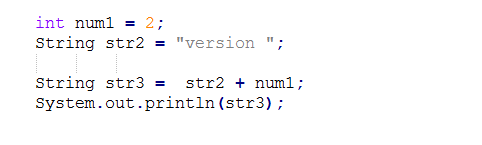 int num1 = 2;
String str2 = "version ";
String str3 =  str2 + num1;
System.out.println(str3);